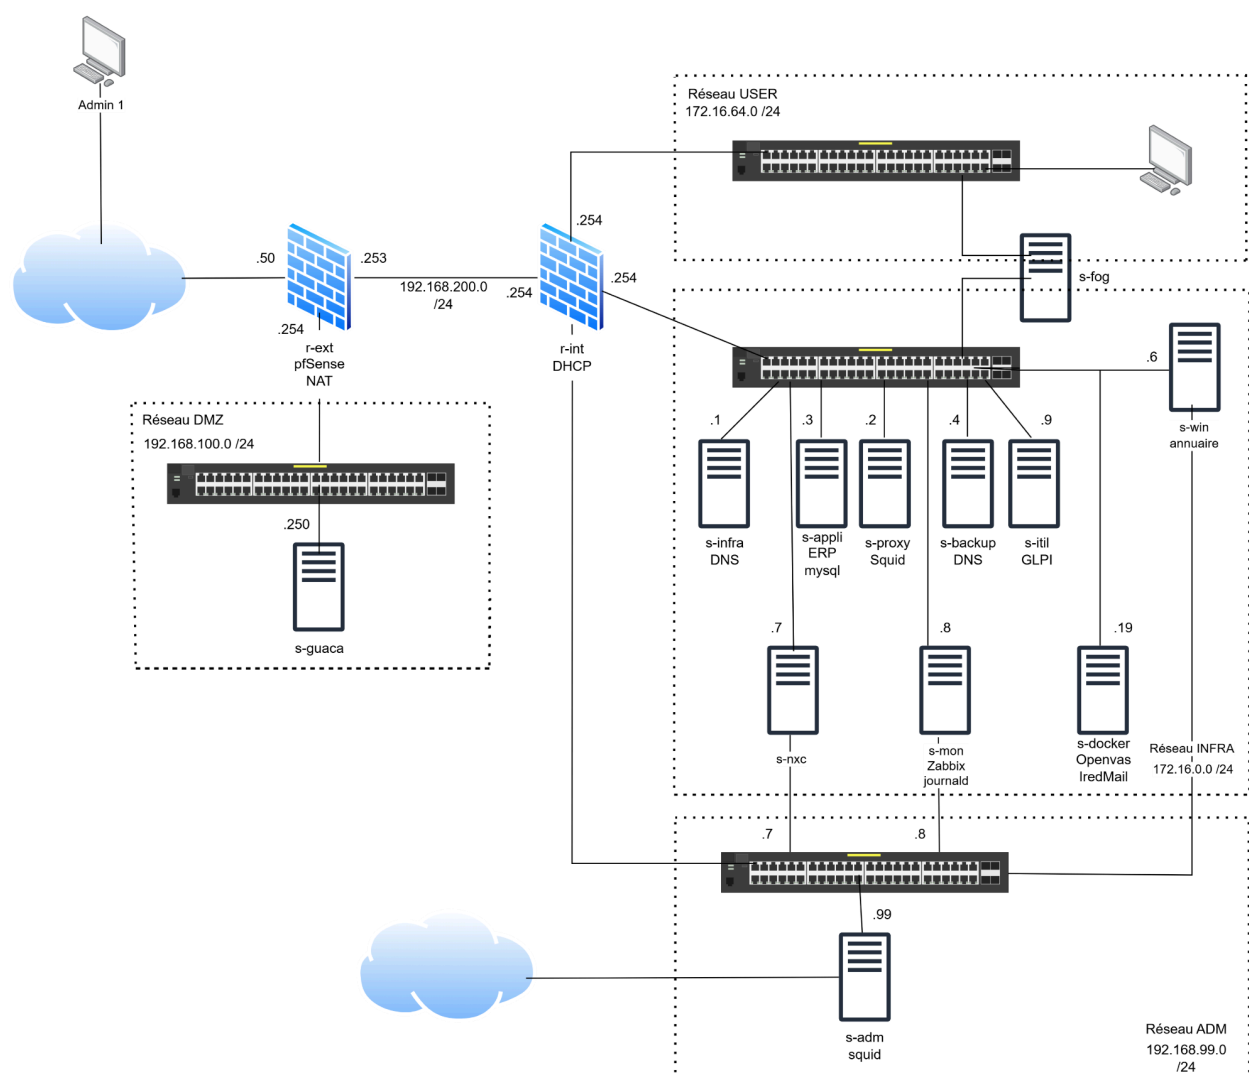 Admin 1
Réseau USER
172.16.64.0 /24
.254
.50
.253
192.168.200.0
/24
.254
.254
s-fog
.254
r-ext
pfSense
NAT
r-int
DHCP
.6
s-win
annuaire
Réseau DMZ
192.168.100.0 /24
.1
.3
.2
.4
.9
.250
s-infra
DNS
s-appli
ERP
mysql
s-proxy
Squid
s-backup
DNS
s-itil
GLPI
s-guaca
.7
.8
.19
s-nxc
s-mon
Zabbix
journald
s-docker
Openvas
IredMail
Réseau INFRA
172.16.0.0 /24
.7
.8
.99
s-adm
squid
Réseau ADM
192.168.99.0
/24